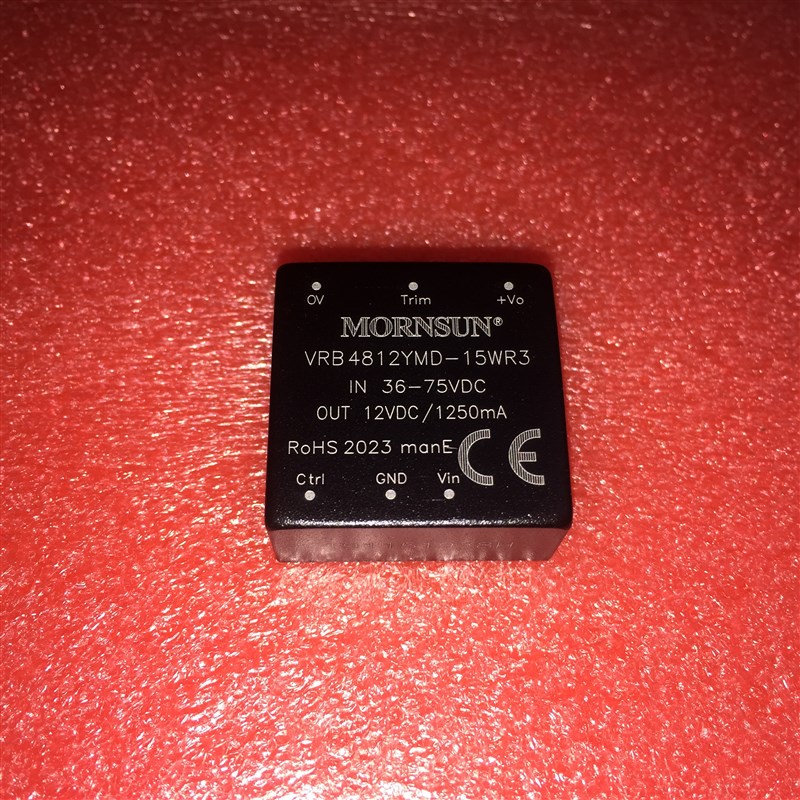 0V Trim +Vo
MORNSUN®
VRB4812YMD-15WR3
IN 36-75VDC
OUT 12VDC/1250mA
RoHS 2023 manE CE
Ctrl GND Vin